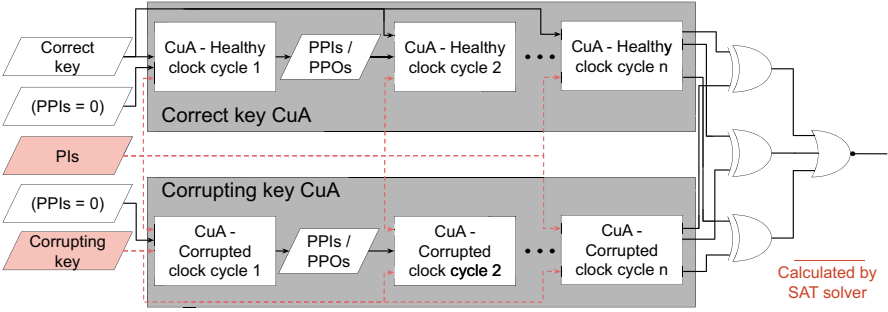 Correct
key
(PPIs = 0)
PIs
(PPIs = 0)
Corrupting
key
CuA - Healthy
clock cycle 1
PPIs /
PPOs
CuA - Healthy
clock cycle 2
CuA - Healthy
clock cycle n
Correct key CuA
Corrupting key CuA
CuA -
Corrupted
clock cycle 1
PPIs /
PPOs
CuA -
Corrupted
clock cycle 2
CuA -
Corrupted
clock cycle n
Calculated by
SAT solver